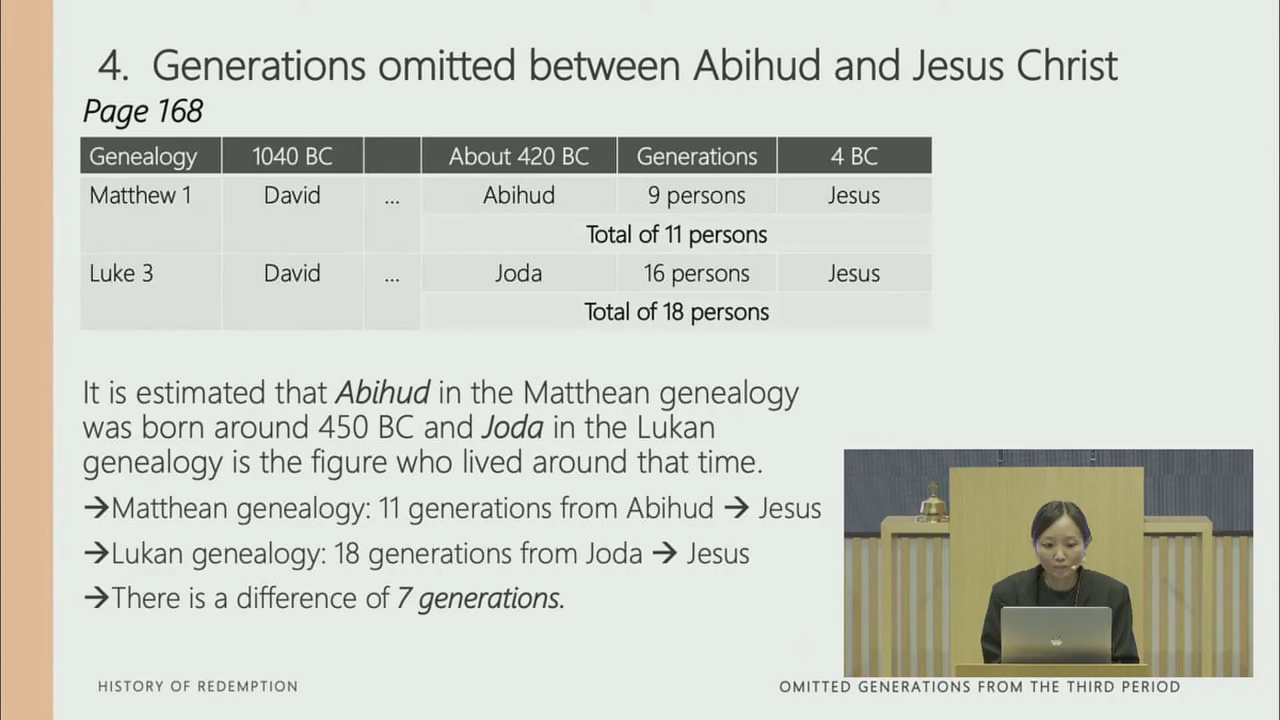 4. Generations omitted between Abihud and Jesus Christ
Page 168
Genealogy 1040 BC About 420 BC Generations 4 BC
Matthew 1 David ... Abihud 9 persons Jesus
Total of 11 persons
Luke 3 David ... Joda 16 persons Jesus
Total of 18 persons
It is estimated that Abihud in the Matthean genealogy
was born around 450 BC and Joda in the Lukan
genealogy is the figure who lived around that time.
→Matthean genealogy: 11 generations from Abihud → Jesus
→Lukan genealogy: 18 generations from Joda → Jesus
→There is a difference of 7 generations.
HISTORY OF REDEMPTION
OMITTED GENERATIONS FROM THE THIRD PERIOD